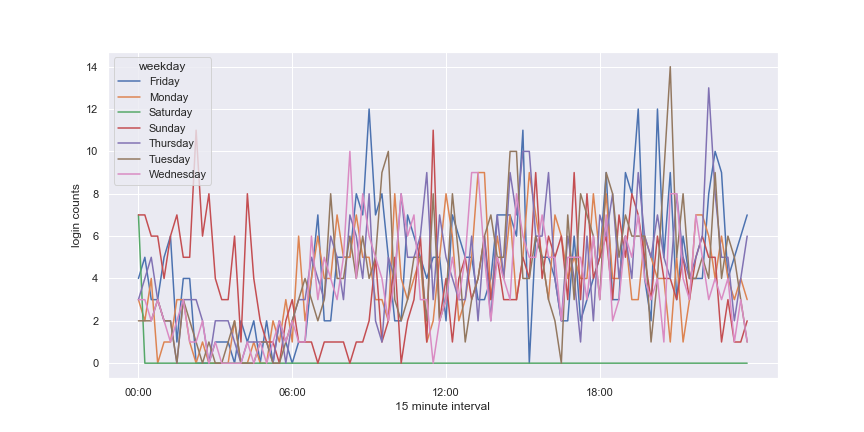 weekday
Friday
Monday
Saturday
Sunday
Thursday
Tuesday
Wednesday
14
12
10
8
6
4
2
0
login counts
00:00
06:00
12:00
18:00
15 minute interval